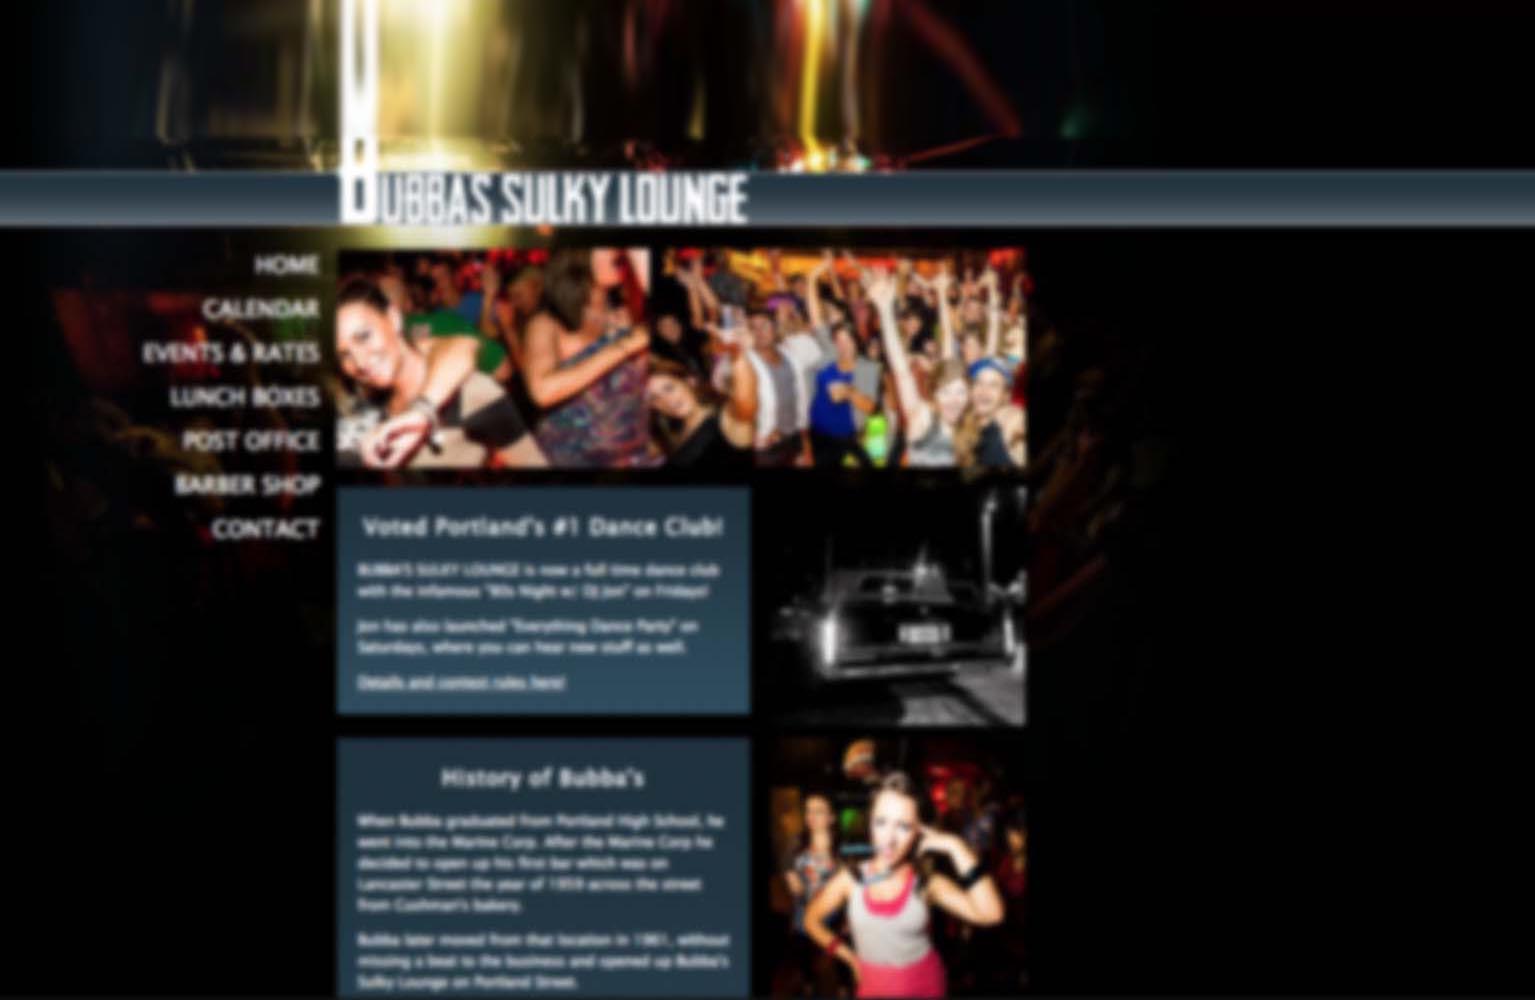 BUBBA'S SULKY LOUNGE
HOME
CALENDAR
EVENTS & RATES
LUNCH BOXES
POST OFFICE
BARBER SHOP
CONTACT
Voted Portland's #1 Dance Club!
BUBBA'S SULKY LOUNGE is now a full time dance club
with the infamous "80s Night w/ DJ Jon" on Fridays!
Jon has also launched "Everything Dance Party" on
Saturdays, where you can hear new stuff as well.
Details and contest rules here!
History of Bubba's
When Bubba graduated from Portland High School, he
went into the Marine Corp. After the Marine Corp he
decided to open up his first bar which was on
Lancaster Street the year of 1959 across the street
from Cushman's bakery.
Bubba later moved from that location in 1961, without
missing a beat to the business and opened up Bubba's
Sulky Lounge on Portland Street.